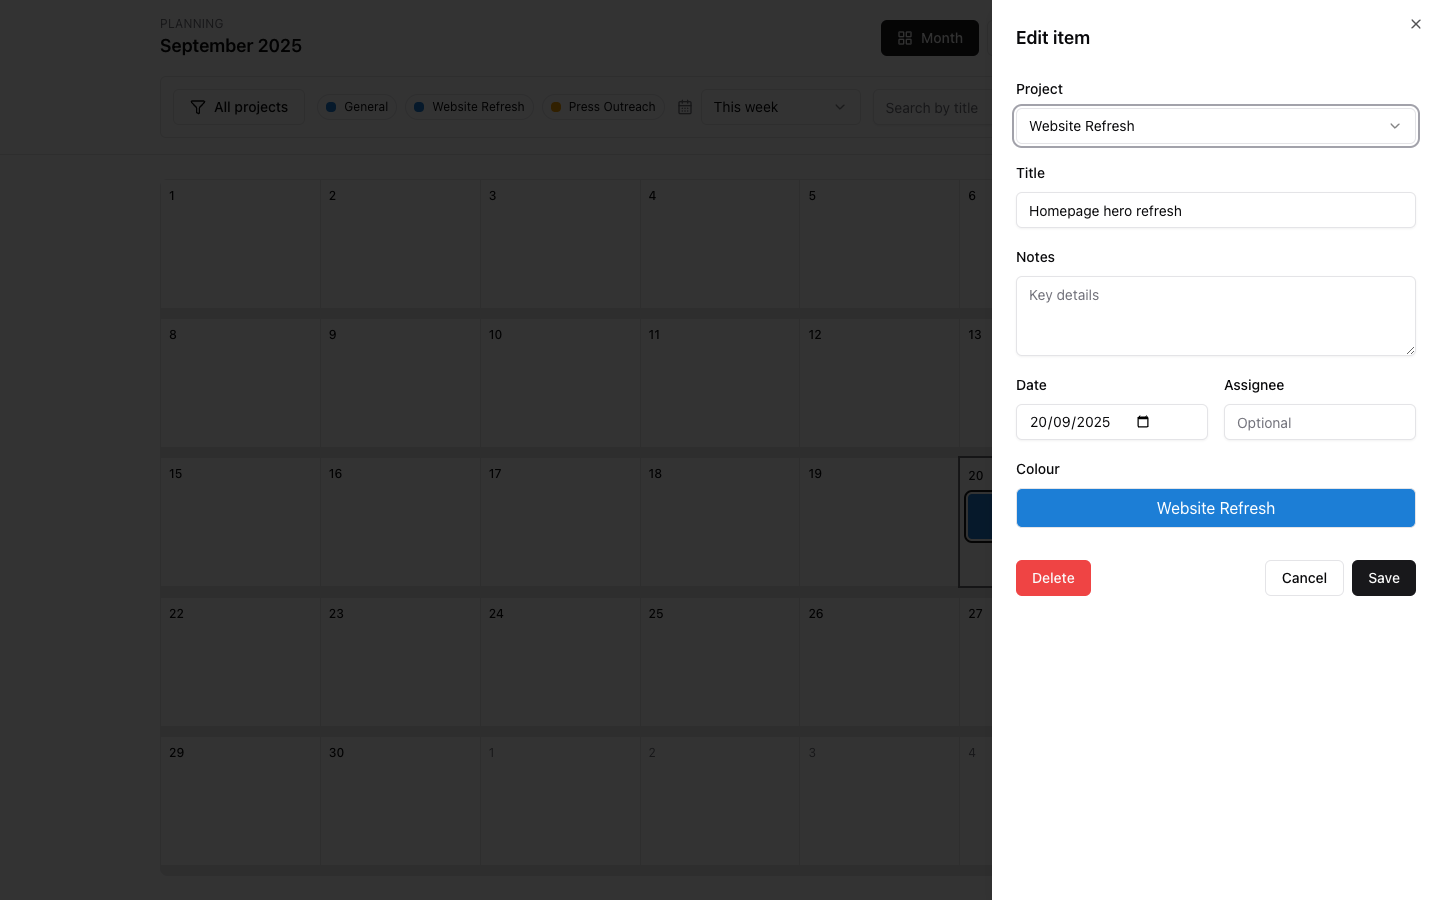 PLANNING
September 2025
Month
All projects
General
Website Refresh
Press Outreach
This week
Search by title
1 2 3 4 5 6
8 9 10 11 12 13
15 16 17 18 19 20
22 23 24 25 26 27
29 30 1 2 3 4
Edit item
Project
Website Refresh
Title
Homepage hero refresh
Notes
Key details
Date Assignee
20/09/2025 Optional
Colour
Website Refresh
Delete Cancel Save